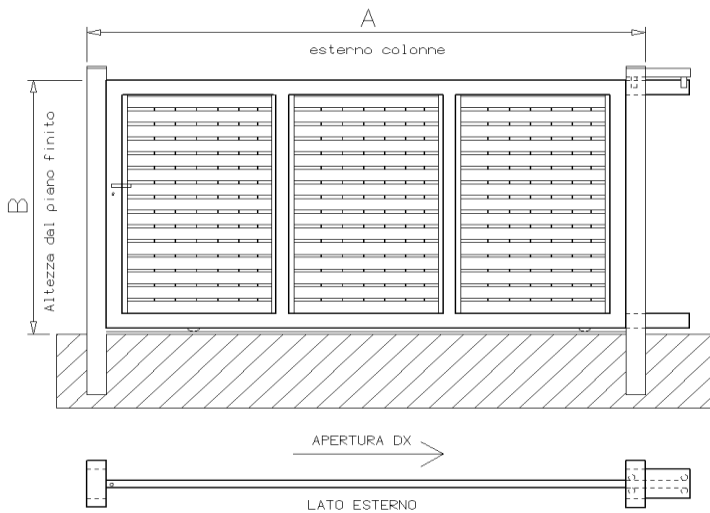 A
esterno colonne
B
Altezza dal piano finito
APERTURA DX
LATO ESTERNO